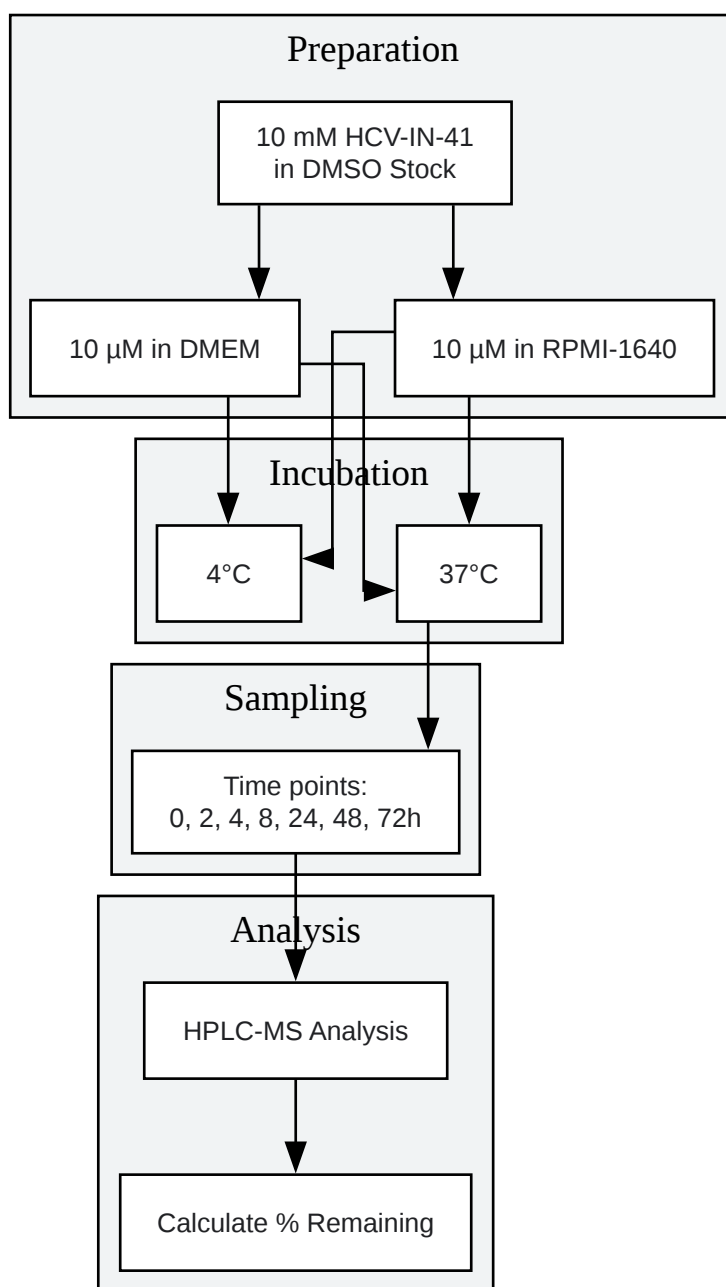 Preparation
10 mM HCV-IN-41
in DMSO Stock
10 µM in DMEM
10 µM in RPMI-1640
Incubation
4°C
37°C
Sampling
Time points:
0, 2, 4, 8, 24, 48, 72h
Analysis
HPLC-MS Analysis
Calculate % Remaining